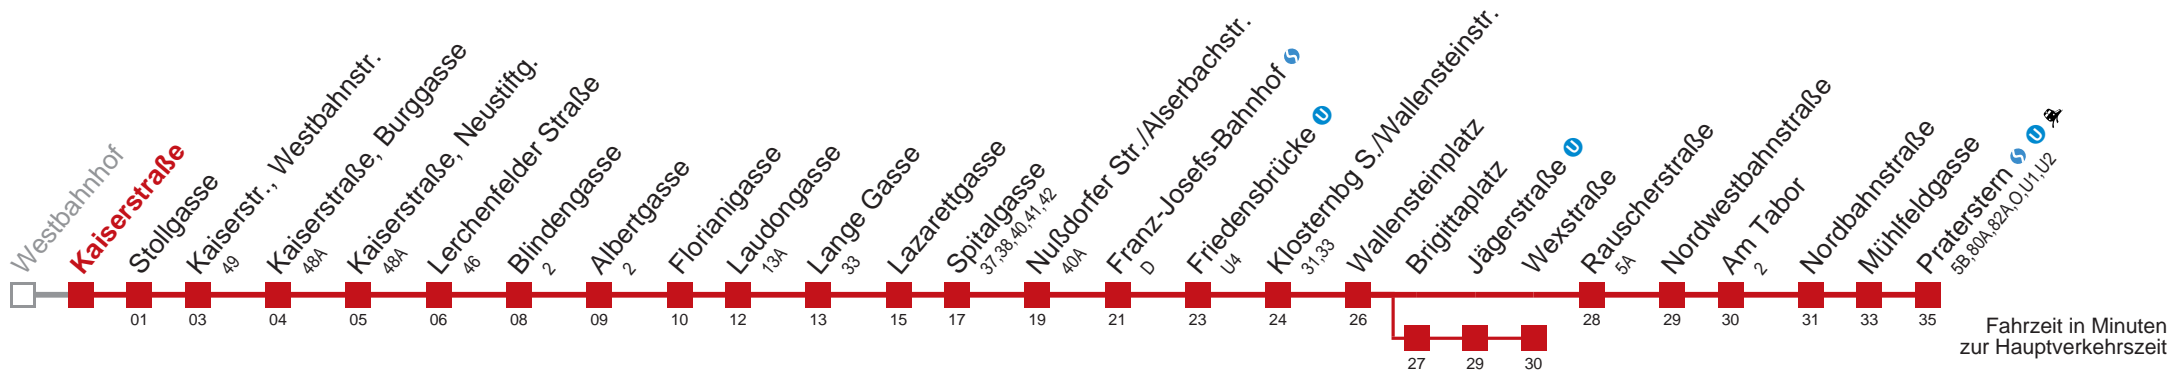 Westbahnhof
Kaiserstraße
Stollgasse
01
Kaiserstr., Westbahnstr.
49
03
Kaiserstraße, Burggasse
48A
04
Kaiserstraße, Neustiftg.
48A
05
Lerchenfelder Straße
46
06
Blindengasse
2
08
Albertgasse
2
09
Florianigasse
10
Laudongasse
13A
12
Lange Gasse
33
13
Lazarettgasse
15
Spitalgasse
37,38,40,41,42
17
Nußdorfer Str./Alserbachstr.
40A
19
Franz-Josefs-Bahnhof
D
21
Friedensbrücke U
U4
23
Klosternbg S./Wallensteinstr.
31,33
24
Wallensteinplatz
26
Brigittaplatz
27
Jägerstraße U
29
Wexstraße
30
Rauscherstraße
5A
28
Nordwestbahnstraße
29
Am Tabor
2
30
Nordbahnstraße
31
Mühlfeldgasse
33
Praterstern U
5B,80A,82A,O,U1,U2
35
Fahrzeit in Minuten
zur Hauptverkehrszeit